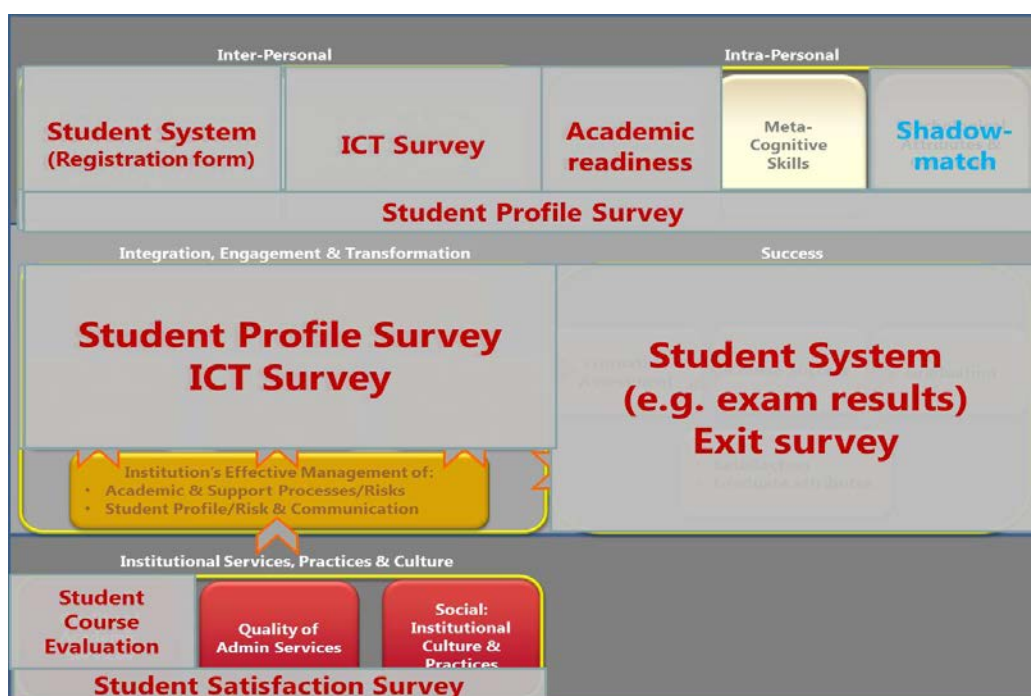 Inter-Personal
Intra-Personal
Student System
(Registration form)
ICT Survey
Academic
readiness
Meta-
Cognitive
Skills
Shadow-
match
Student Profile Survey
Integration, Engagement & Transformation
Success
Student Profile Survey
ICT Survey
Student System
(e.g. exam results)
Exit survey
Institution's Effective Management of:
• Academic & Support Processes/Risks
• Student Profile/Risk & Communication
Institutional Services, Practices & Culture
Student
Course
Evaluation
Quality of
Admin Services
Social:
Institutional
Culture &
Practices
Student Satisfaction Survey